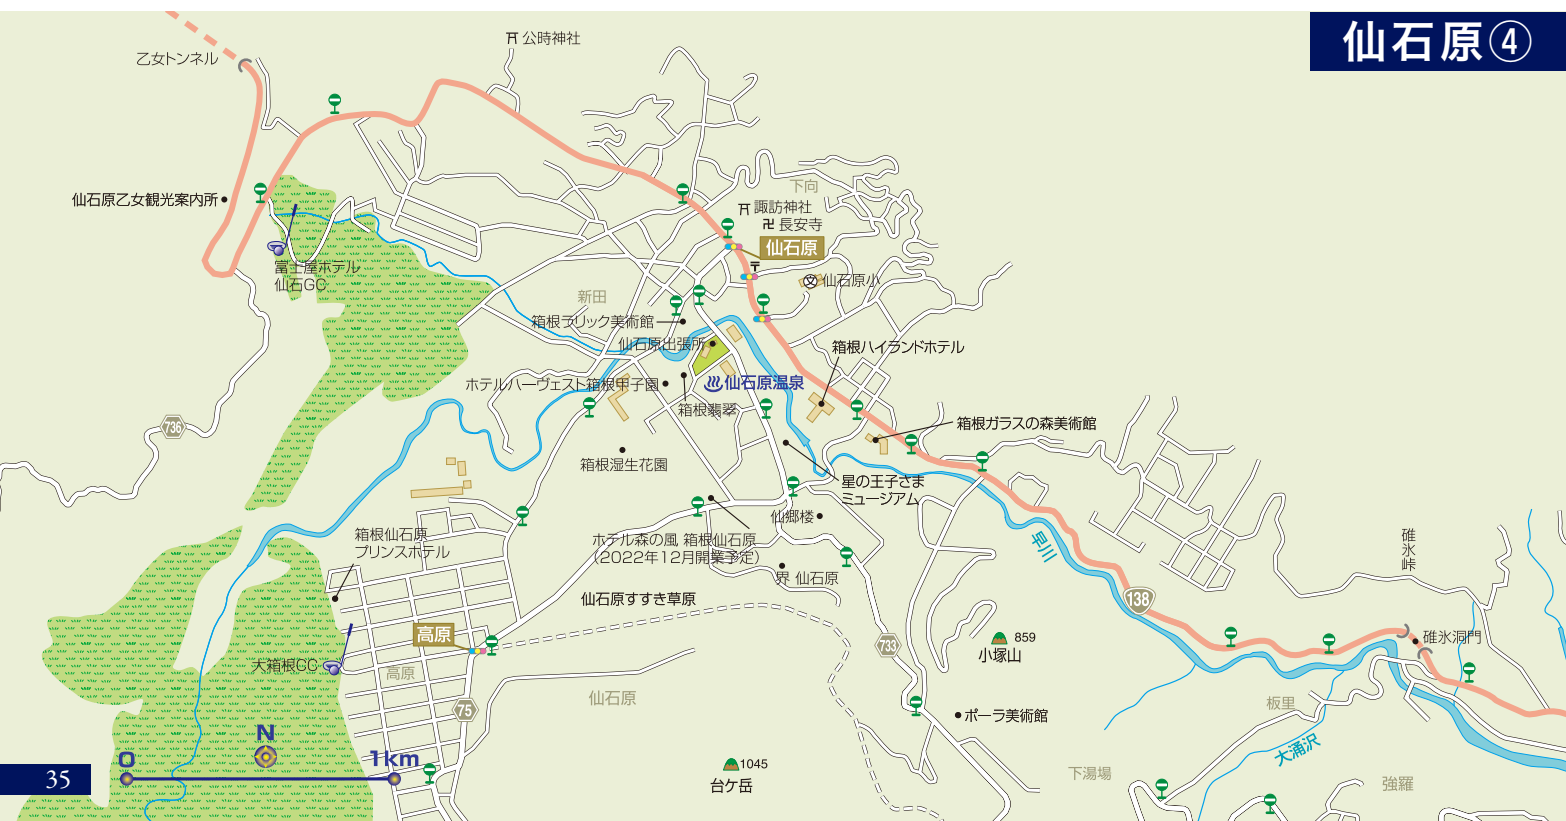 仙石原④
公時神社
乙女トンネル
下向
仙石原乙女観光案内所
諏訪神社
長安寺
仙石原
富士屋ホテル
仙石GC
仙石原小
文
新田
箱根ラリック美術館
仙石原出張所
箱根ハイランドホテル
ホテルハーヴェスト箱根甲子園
仙石原温泉
箱根翡翠
736
箱根ガラスの森美術館
箱根湿生花園
星の王子さま
ミュージアム
仙郷楼
箱根仙石原
プリンスホテル
ホテル森の風 箱根仙石原
(2022年12月開業予定)
早川
碓氷峠
界 仙石原
仙石原すすき草原
138
高原
859
小塚山
733
碓氷洞門
大箱根CC
高原
仙石原
75
ポーラ美術館
板里
N
大涌沢
0
1km
1045
台ケ岳
下湯場
強羅
35